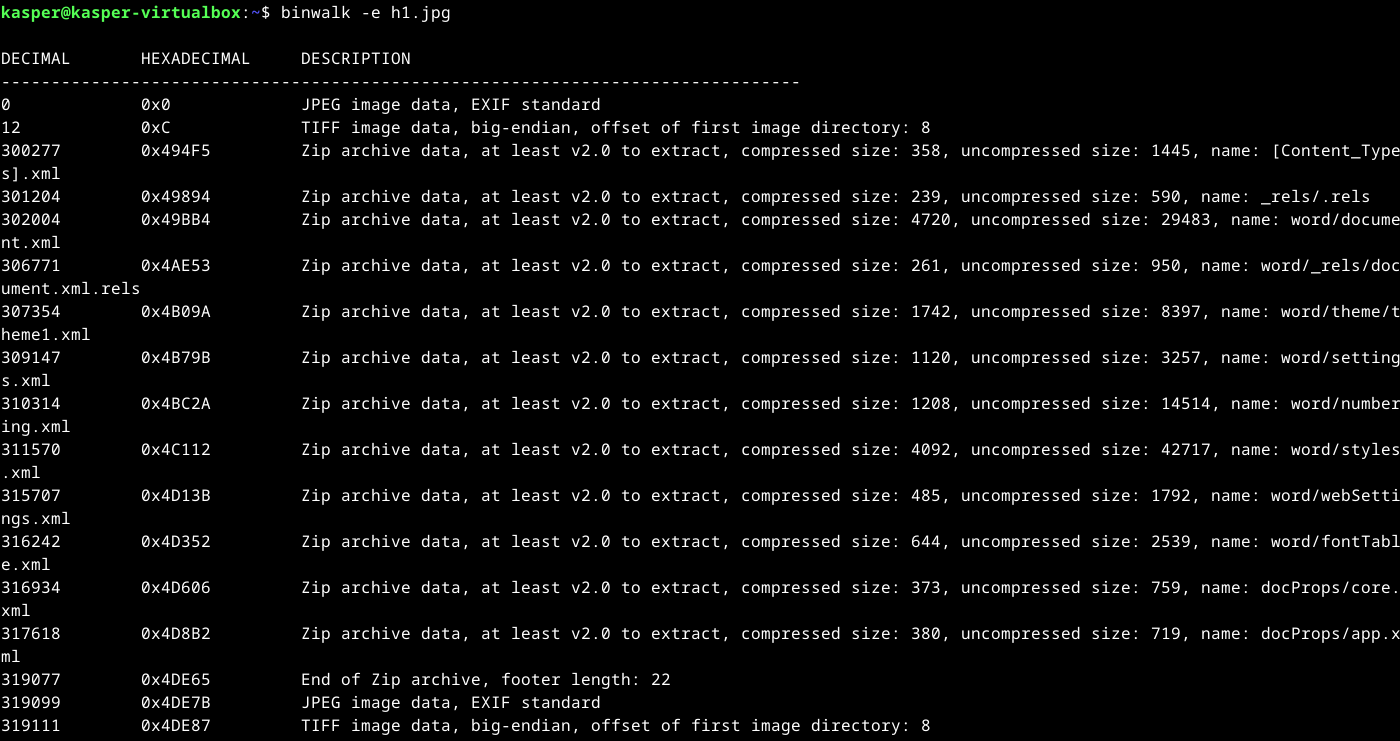 kasper@kasper-virtualbox:~$ binwalk -e h1.jpg
DECIMAL       HEXADECIMAL     DESCRIPTION
--------------------------------------------------------------------------------
0             0x0             JPEG image data, EXIF standard
12            0xC             TIFF image data, big-endian, offset of first image directory: 8
300277        0x494F5         Zip archive data, at least v2.0 to extract, compressed size: 358, uncompressed size: 1445, name: [Content_Type
s].xml
301204        0x49894         Zip archive data, at least v2.0 to extract, compressed size: 239, uncompressed size: 590, name: _rels/.rels
302004        0x49BB4         Zip archive data, at least v2.0 to extract, compressed size: 4720, uncompressed size: 29483, name: word/docume
nt.xml
306771        0x4AE53         Zip archive data, at least v2.0 to extract, compressed size: 261, uncompressed size: 950, name: word/_rels/doc
ument.xml.rels
307354        0x4B09A         Zip archive data, at least v2.0 to extract, compressed size: 1742, uncompressed size: 8397, name: word/theme/t
heme1.xml
309147        0x4B79B         Zip archive data, at least v2.0 to extract, compressed size: 1120, uncompressed size: 3257, name: word/setting
s.xml
310314        0x4BC2A         Zip archive data, at least v2.0 to extract, compressed size: 1208, uncompressed size: 14514, name: word/number
ing.xml
311570        0x4C112         Zip archive data, at least v2.0 to extract, compressed size: 4092, uncompressed size: 42717, name: word/styles
.xml
315707        0x4D13B         Zip archive data, at least v2.0 to extract, compressed size: 485, uncompressed size: 1792, name: word/webSetti
ngs.xml
316242        0x4D352         Zip archive data, at least v2.0 to extract, compressed size: 644, uncompressed size: 2539, name: word/fontTabl
e.xml
316934        0x4D606         Zip archive data, at least v2.0 to extract, compressed size: 373, uncompressed size: 759, name: docProps/core.
xml
317618        0x4D8B2         Zip archive data, at least v2.0 to extract, compressed size: 380, uncompressed size: 719, name: docProps/app.x
ml
319077        0x4DE65         End of Zip archive, footer length: 22
319099        0x4DE7B         JPEG image data, EXIF standard
319111        0x4DE87         TIFF image data, big-endian, offset of first image directory: 8